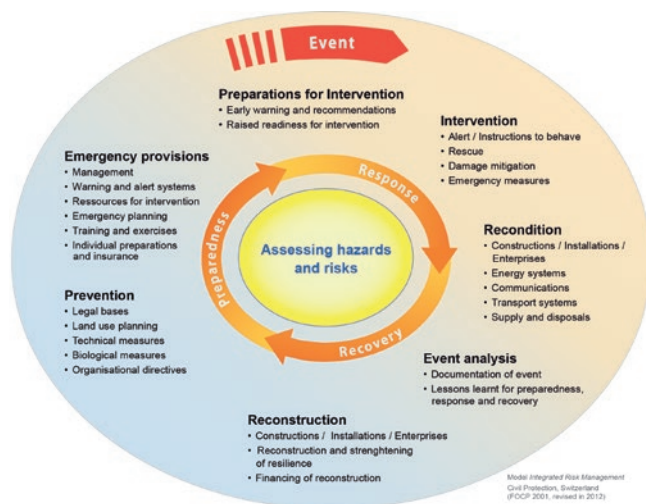 Event
Preparations for Intervention
• Early warning and recommendations
• Raised readiness for intervention
Intervention
• Alert / Instructions to behave
• Rescue
• Damage mitigation
• Emergency measures
Emergency provisions
• Management
• Warning and alert systems
• Ressources for intervention
• Emergency planning
• Training and exercises
• Individual preparations
and insurance
Response
Preparedness
Recovery
Assessing hazards
and risks
Recondition
• Constructions / Installations /
Enterprises
• Energy systems
• Communications
• Transport systems
• Supply and disposals
Prevention
• Legal bases
• Land use planning
• Technical measures
• Biological measures
• Organisational directives
Event analysis
• Documentation of event
• Lessons learnt for preparedness,
response and recovery
Reconstruction
• Constructions / Installations / Enterprises
• Reconstruction and strenghtening
of resilience
• Financing of reconstruction
Model Integrated Risk Management
Civil Protection, Switzerland
(FOCP 2001, revised in 2012)